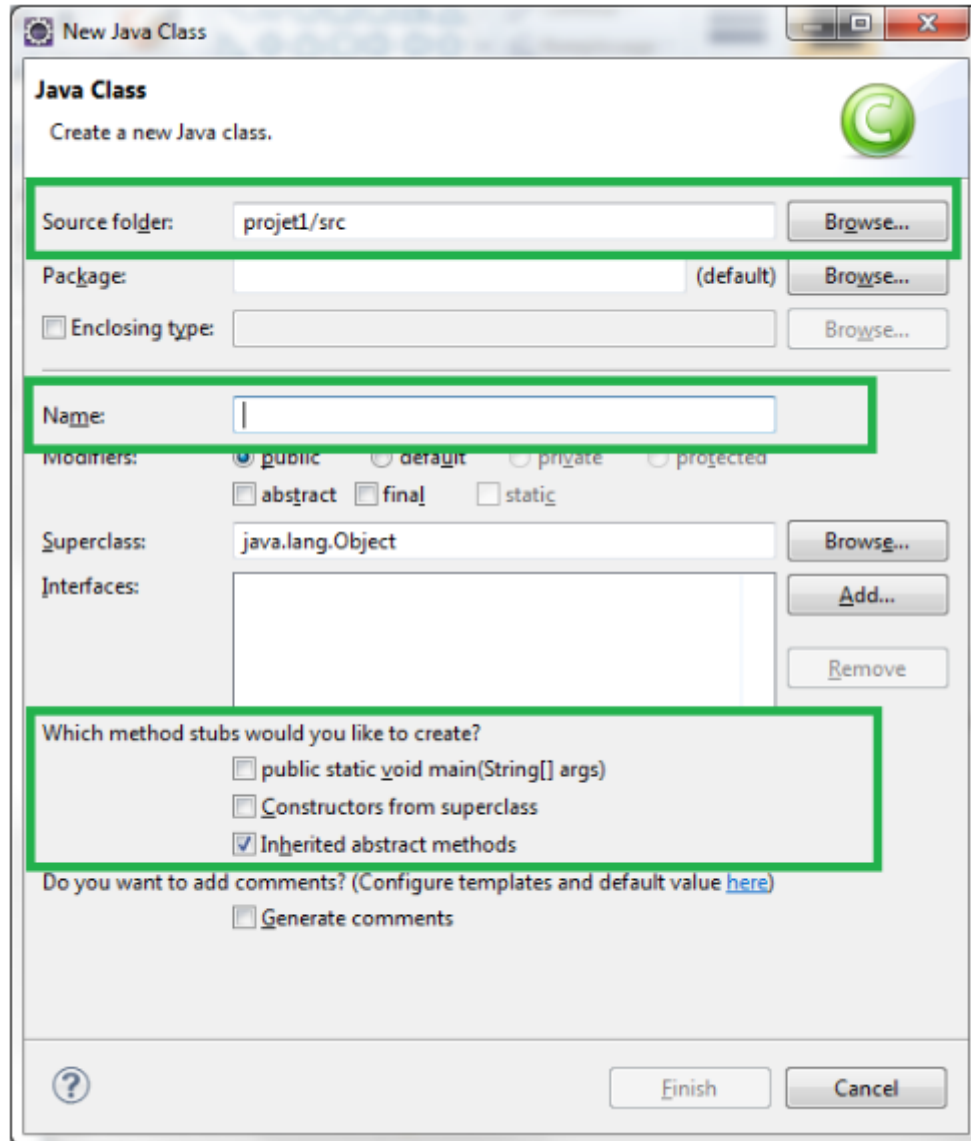 New Java Class
Java Class
Create a new Java class.
Source folder: projet1/src Browse...
Package: (default) Browse...
Enclosing type: Browse...
Name:
Modifiers: public default private protected
abstract final static
Superclass: java.lang.Object Browse...
Interfaces: Add...
Remove
Which method stubs would you like to create?
public static void main(String[] args)
Constructors from superclass
Inherited abstract methods
Do you want to add comments? (Configure templates and default value here)
Generate comments
Finish Cancel